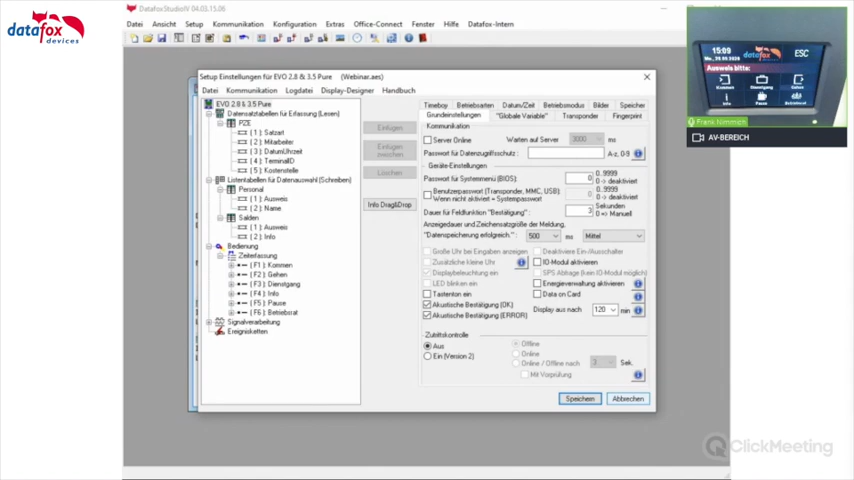 datafox
devices
DatafoxStudioIV 04.03.15.06
Datei Ansicht Setup Kommunikation Konfiguration Extras Office-Connect Fenster Hilfe Datafox-Intern
Setup Einstellungen für EVO 2.8 & 3.5 Pure (Webinar.aes)
Datei Kommunikation Logdatei Display-Designer Handbuch
EVO 2.8 & 3.5 Pure
Datensatztabellen für Erfassung (Lesen)
PZE
( 1 ): Satzart
( 2 ): Mitarbeiter
( 3 ): DatumUhrzeit
( 4 ): TerminalID
( 5 ): Kostenstelle
Listentabellen für Datenauswahl (Schreiben)
Personal
( 1 ): Ausweis
( 2 ): Name
Salden
( 1 ): Ausweis
( 2 ): Info
Bedienung
Zeiterfassung
(F1): Kommen
(F2): Gehen
(F3): Dienstgang
(F4): Info
(F5): Pause
(F6): Betriebsrat
Signalverarbeitung
Ereignisketten
Einfügen
Einfügen
zwischen
Löschen
Info Drag&Drop
Timeboy Betriebsarten Datum/Zeit Betriebsmodus Bilder Speicher
Grundeinstellungen "Globale Variable" Transponder Fingerprint
Kommunikation
Server Online Warten auf Server 3000 ms
Passwort für Datenzugriffsschutz: A-z, 0-9
Geräte-Einstellungen
Passwort für Systemmenü (BIOS): 0 0..9999
0 -> deaktiviert
Benutzerpasswort (Transponder, MMC, USB): 0 0..9999
Wenn nicht aktiviert = Systempasswort 0 -> deaktiviert
Dauer für Feldfunktion "Bestätigung": 3 Sekunden
0 => Manuell
Anzeigedauer und Zeichensatzgröße der Meldung,
"Datenspeicherung erfolgreich.": 500 ms Mittel
Große Uhr bei Eingaben anzeigen Deaktiviere Ein-/Ausschalter
Zusätzliche kleine Uhr IO-Modul aktivieren
Displaybeleuchtung ein SPS Abfrage (kein IO-Modul möglich)
LED blinken ein Energieverwaltung aktivieren
Tastenton ein Data on Card
Akustische Bestätigung (OK) Display aus nach 120 min
Akustische Bestätigung (ERROR)
Zutrittskontrolle
Aus Offline
Ein (Version 2) Online
Online / Offline nach 3 Sek.
Mit Vorprüfung
Speichern Abbrechen
15:09 datafox ESC
Ausweis bitte:
Kommen Dienstgang Gehen
Info Pause Betriebsrat
Frank Nimmich
AV-BEREICH
ClickMeeting